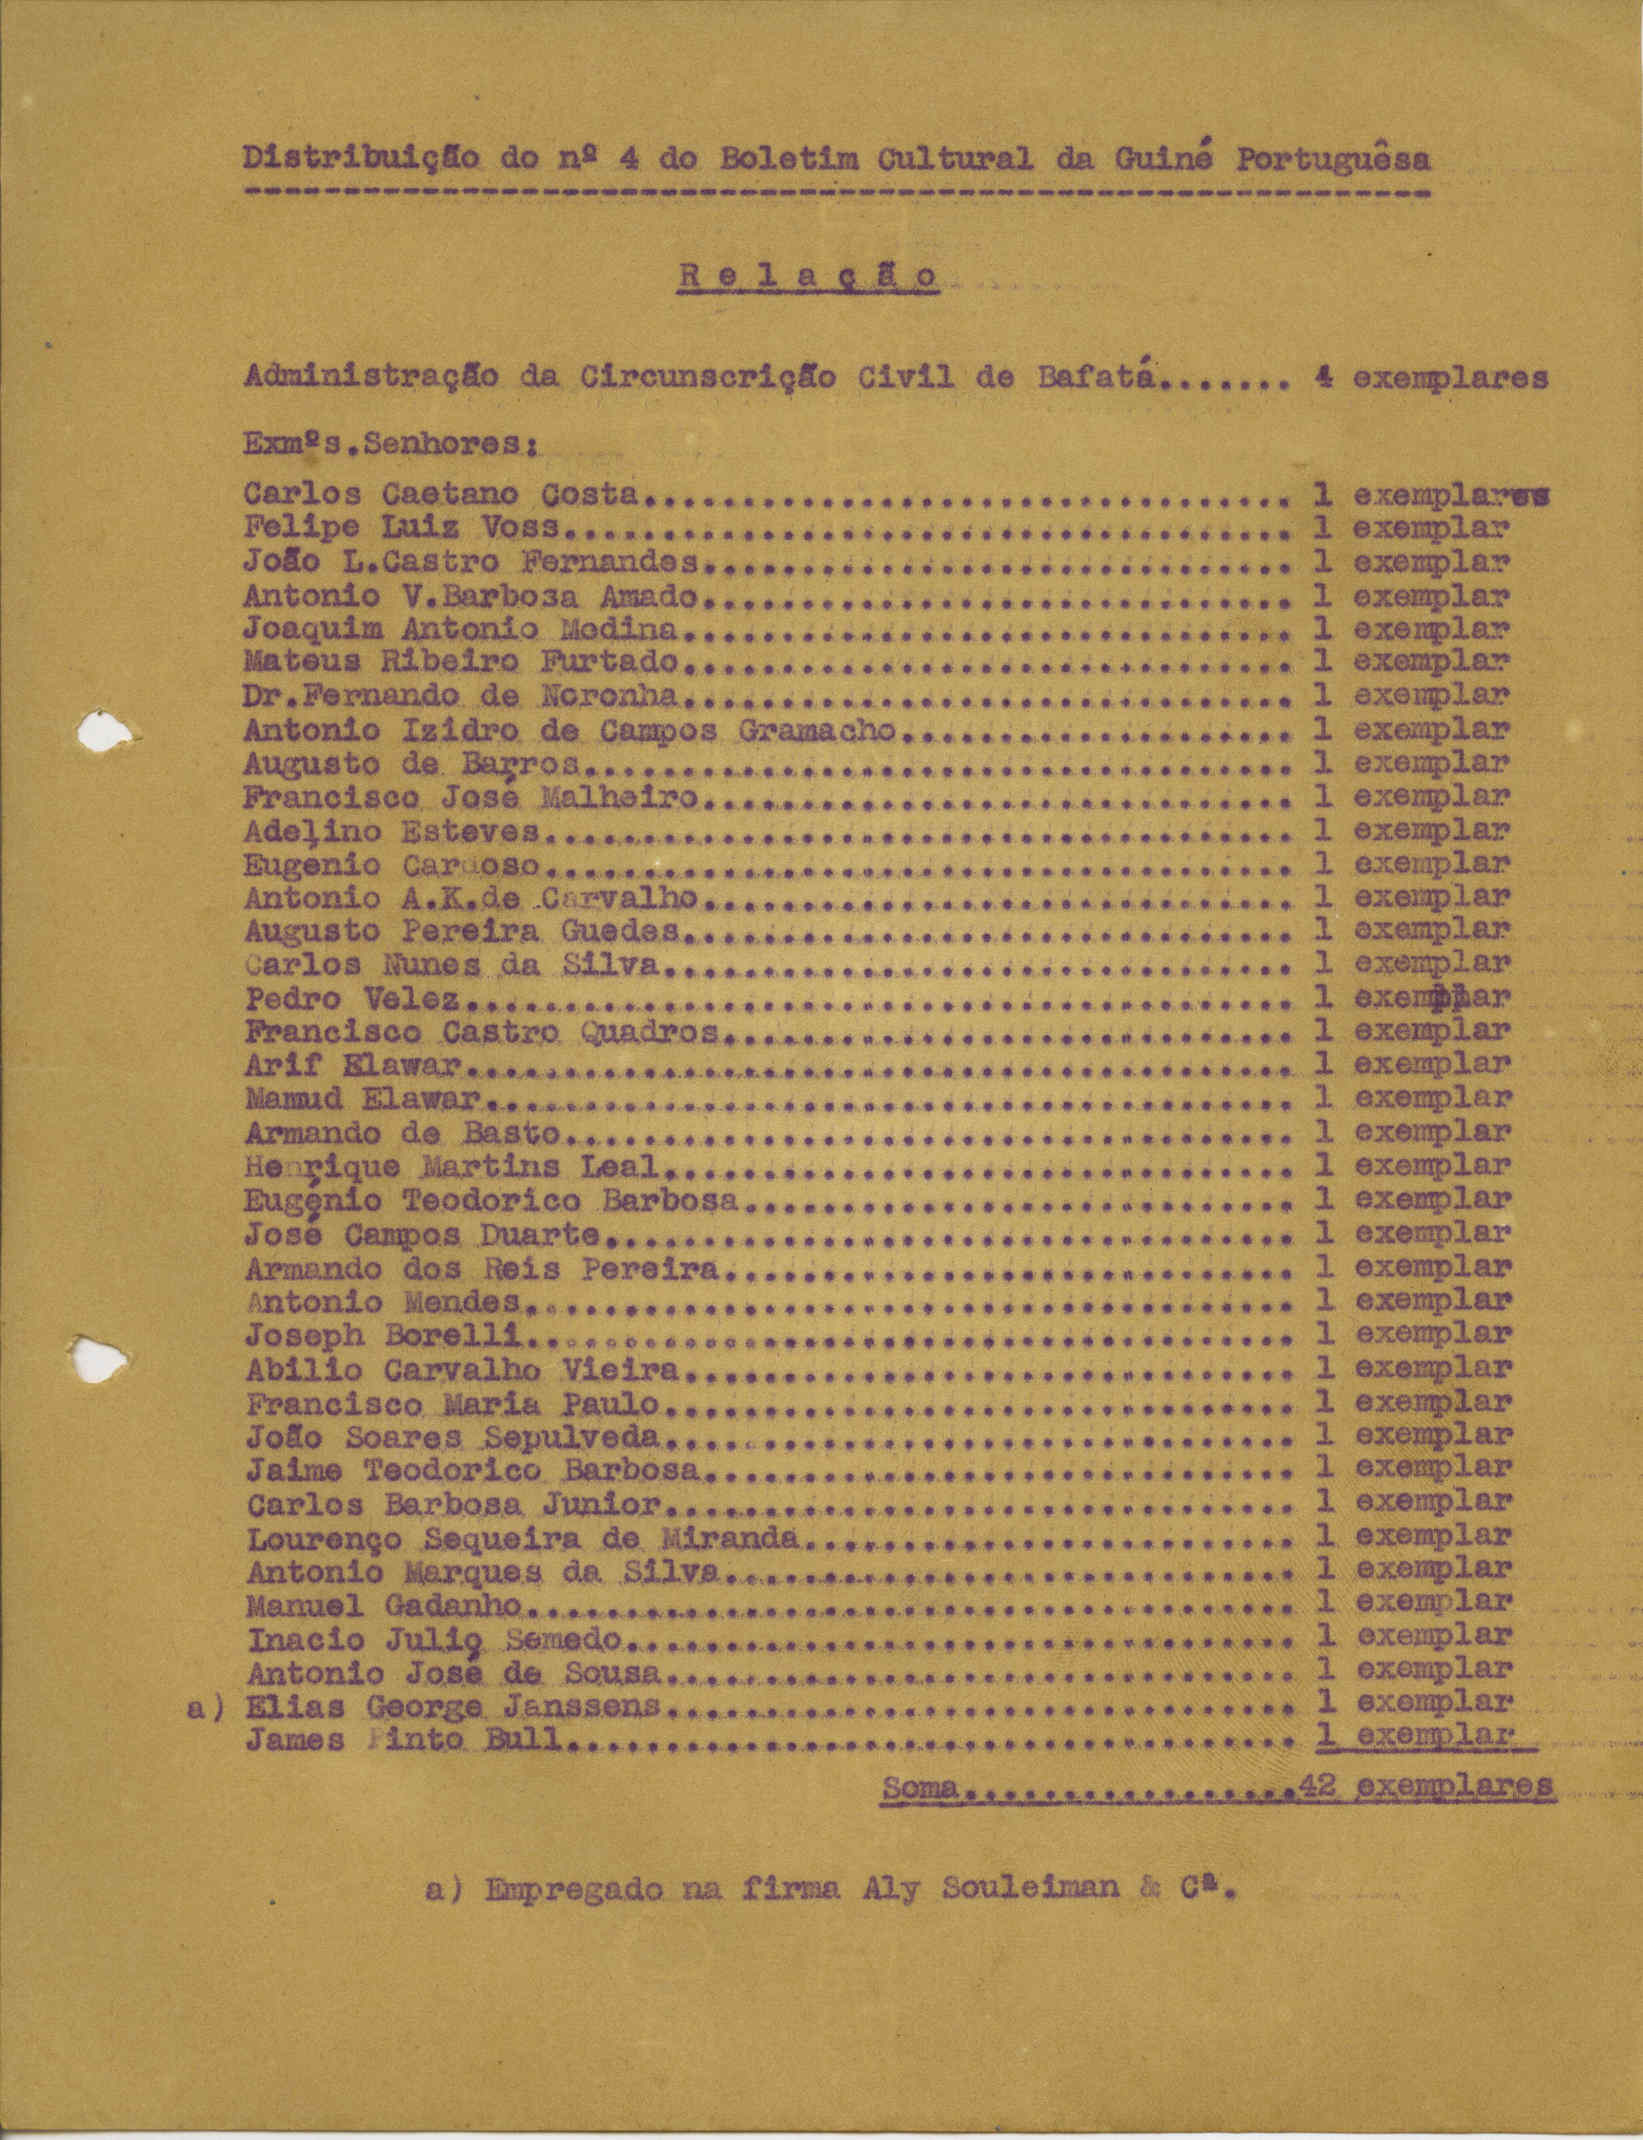 Distribuição do nº 4 do Boletim Cultural da Guiné Portuguêsa
Relação
Administração da Circunscrição Civil de Bafatá....... 4 exemplares
Exmºs.Senhores:
Carlos Caetano Costa................................. 1 exemplar
Felipe Luiz Voss..................................... 1 exemplar
João L.Castro Fernandes.............................. 1 exemplar
Antonio V.Barbosa Amado.............................. 1 exemplar
Joaquim Antonio Medina............................... 1 exemplar
Mateus Ribeiro Furtado............................... 1 exemplar
Dr.Fernando de Noronha............................... 1 exemplar
Antonio Izidro de Campos Gramacho.................... 1 exemplar
Augusto de Barros.................................... 1 exemplar
Francisco José Malheiro.............................. 1 exemplar
Adelino Esteves...................................... 1 exemplar
Eugenio Cardoso...................................... 1 exemplar
Antonio A.K.de Carvalho.............................. 1 exemplar
Augusto Pereira Guedes............................... 1 exemplar
Carlos Nunes da Silva................................ 1 exemplar
Pedro Velez.......................................... 1 exemplar
Francisco Castro Quadros............................. 1 exemplar
Arif Elawar.......................................... 1 exemplar
Mamud Elawar......................................... 1 exemplar
Armando de Basto..................................... 1 exemplar
Henrique Martins Leal................................ 1 exemplar
Eugénio Teodorico Barbosa............................ 1 exemplar
José Campos Duarte................................... 1 exemplar
Armando dos Reis Pereira............................. 1 exemplar
Antonio Mendes....................................... 1 exemplar
Joseph Borelli....................................... 1 exemplar
Abilio Carvalho Vieira............................... 1 exemplar
Francisco Maria Paulo................................ 1 exemplar
João Soares Sepulveda................................ 1 exemplar
Jaime Teodorico Barbosa.............................. 1 exemplar
Carlos Barbosa Junior................................ 1 exemplar
Lourenço Sequeira de Miranda......................... 1 exemplar
Antonio Marques da Silva............................. 1 exemplar
Manuel Gadanho....................................... 1 exemplar
Inacio Julio Semedo.................................. 1 exemplar
Antonio José de Sousa................................ 1 exemplar
a) Elias George Janssens................................ 1 exemplar
James Pinto Bull..................................... 1 exemplar
Soma.................42 exemplares
a) Empregado na firma Aly Souleiman & Cª.